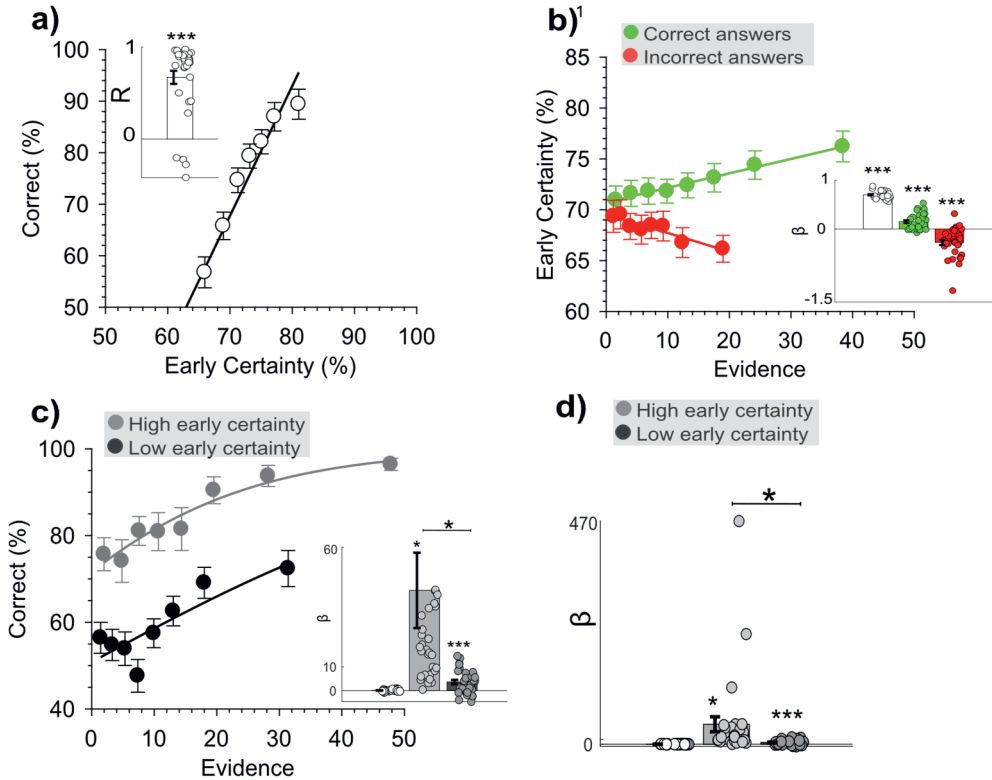 a)
100
90
80
70
60
50
Correct (%)
1
0
R
***
50 60 70 80 90 100
Early Certainty (%)
b)1
Correct answers
Incorrect answers
85
80
75
70
65
60
Early Certainty (%)
0 10 20 30 40 50
Evidence
1
0
-1.5
β
***
***
***
c)
High early certainty
Low early certainty
100
80
60
40
Correct (%)
0 10 20 30 40 50
Evidence
60
10
0
β
*
*
***
d)
High early certainty
Low early certainty
*
470
0
β
*
***